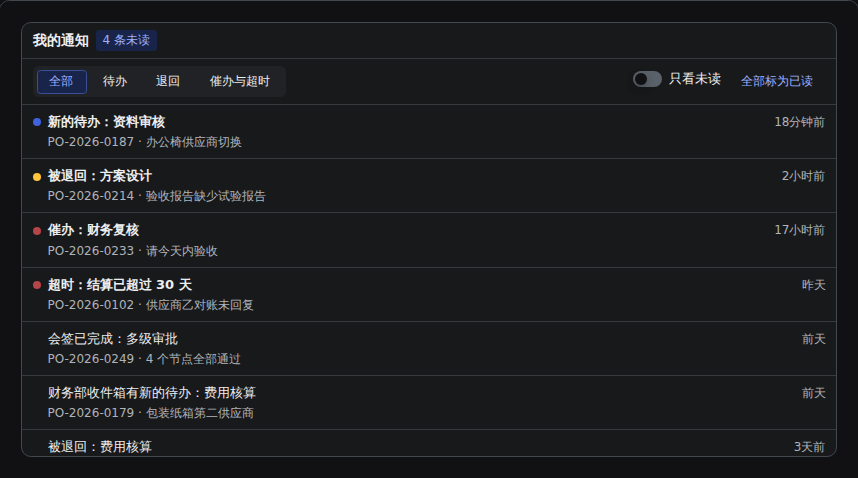 我的通知 4 条未读
全部 待办 退回 催办与超时 只看未读 全部标为已读
新的待办：资料审核 18分钟前
PO-2026-0187 · 办公椅供应商切换
被退回：方案设计 2小时前
PO-2026-0214 · 验收报告缺少试验报告
催办：财务复核 17小时前
PO-2026-0233 · 请今天内验收
超时：结算已超过 30 天 昨天
PO-2026-0102 · 供应商乙对账未回复
会签已完成：多级审批 前天
PO-2026-0249 · 4 个节点全部通过
财务部收件箱有新的待办：费用核算 前天
PO-2026-0179 · 包装纸箱第二供应商
被退回：费用核算 3天前